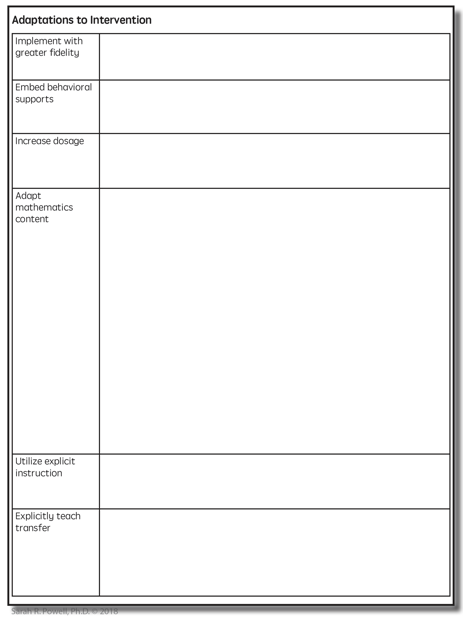 Adaptations to Intervention
Implement with
greater fidelity
Embed behavioral
supports
Increase dosage
Adapt
mathematics
content
Utilize explicit
instruction
Explicitly teach
transfer
Sarah R. Powell, Ph.D. © 2018